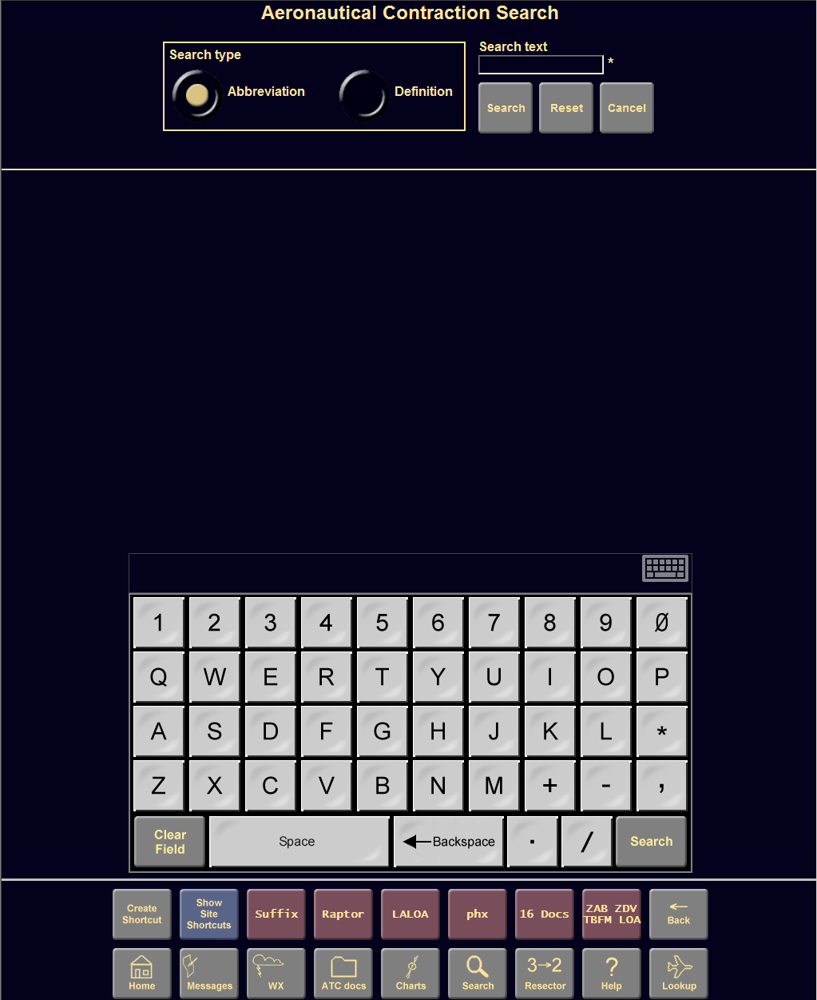 Aeronautical Contraction Search
Search type
Abbreviation
Definition
Search text
*
Search
Reset
Cancel
1 2 3 4 5 6 7 8 9 Ø
Q W E R T Y U I O P
A S D F G H J K L *
Z X C V B N M + - ,
Clear
Field
Space
Backspace
.
/
Search
Create
Shortcut
Show
Site
Shortcuts
Suffix
Raptor
LALOA
phx
16 Docs
ZAB ZDV
TBFM LOA
Back
Home
Messages
WX
ATC docs
Charts
Search
3→2
Resector
?
Help
Lookup